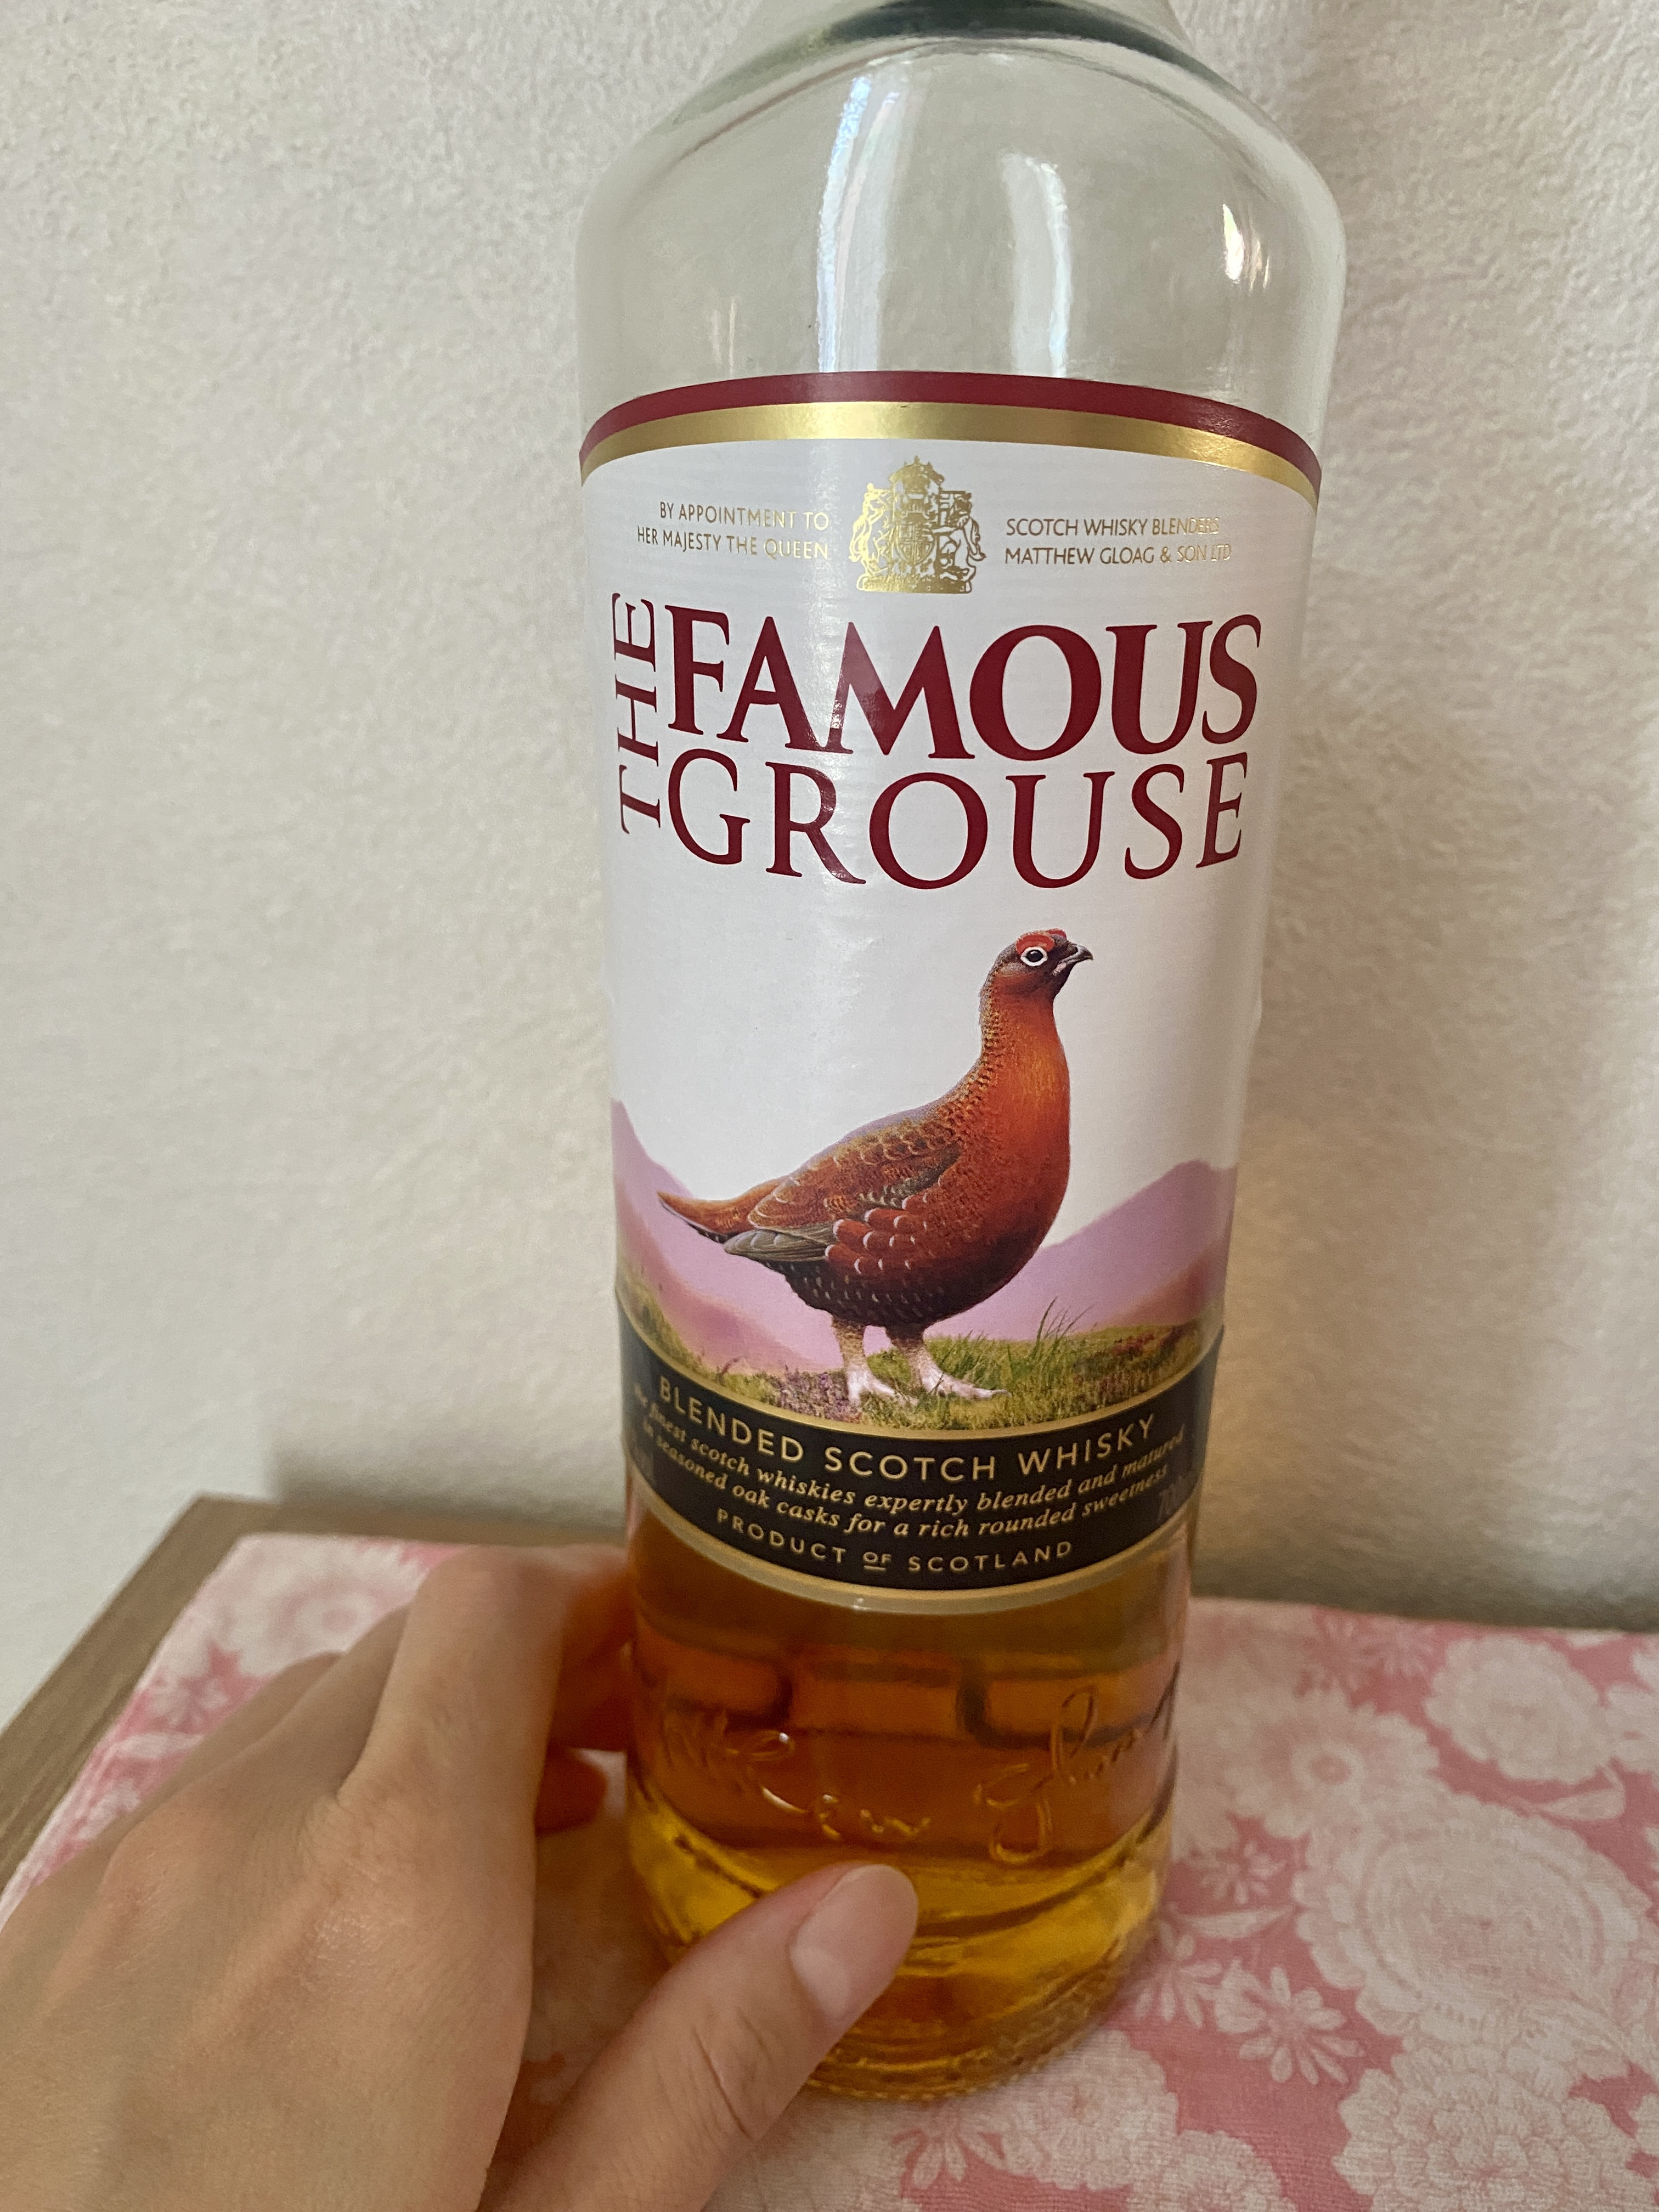 BY APPOINTMENT TO
HER MAJESTY THE QUEEN
SCOTCH WHISKY BLENDERS
MATTHEW GLOAG & SON LTD
THE
FAMOUS
GROUSE
BLENDED SCOTCH WHISKY
the finest scotch whiskies expertly blended and matured
in seasoned oak casks for a rich rounded sweetness
PRODUCT OF SCOTLAND